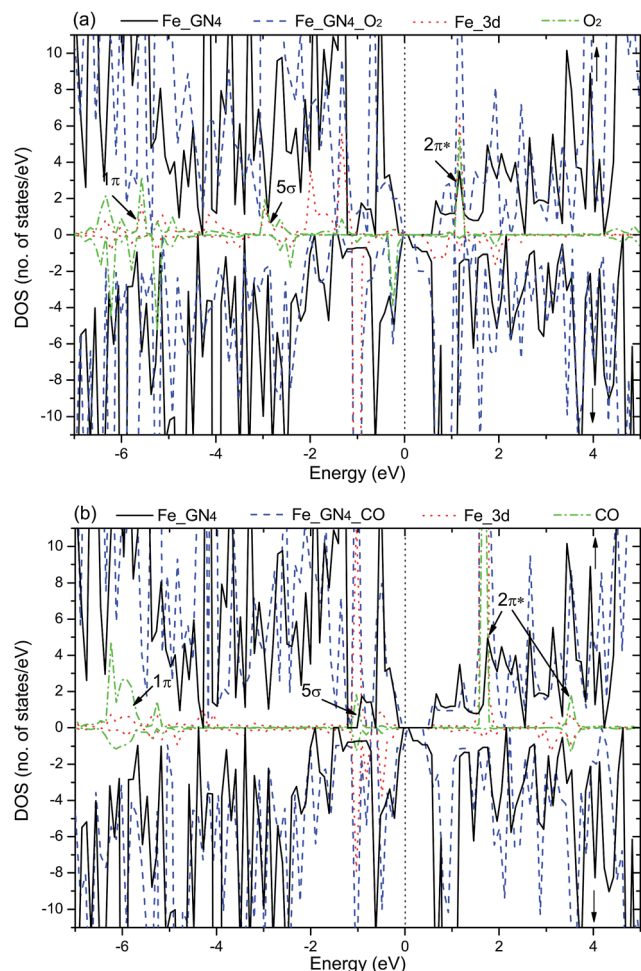 (a) Fe_GN4 Fe_GN4_O₂ Fe_3d O₂
10
8
6
4
2
0
-2
-4
-6
-8
-10
DOS (no. of states/eV)
π
5σ
2π*
-6 -4 -2 0 2 4
Energy (eV)
(b) Fe_GN4 Fe_GN4_CO Fe_3d CO
10
8
6
4
2
0
-2
-4
-6
-8
-10
DOS (no. of states/eV)
1π
5σ
2π*
-6 -4 -2 0 2 4
Energy (eV)